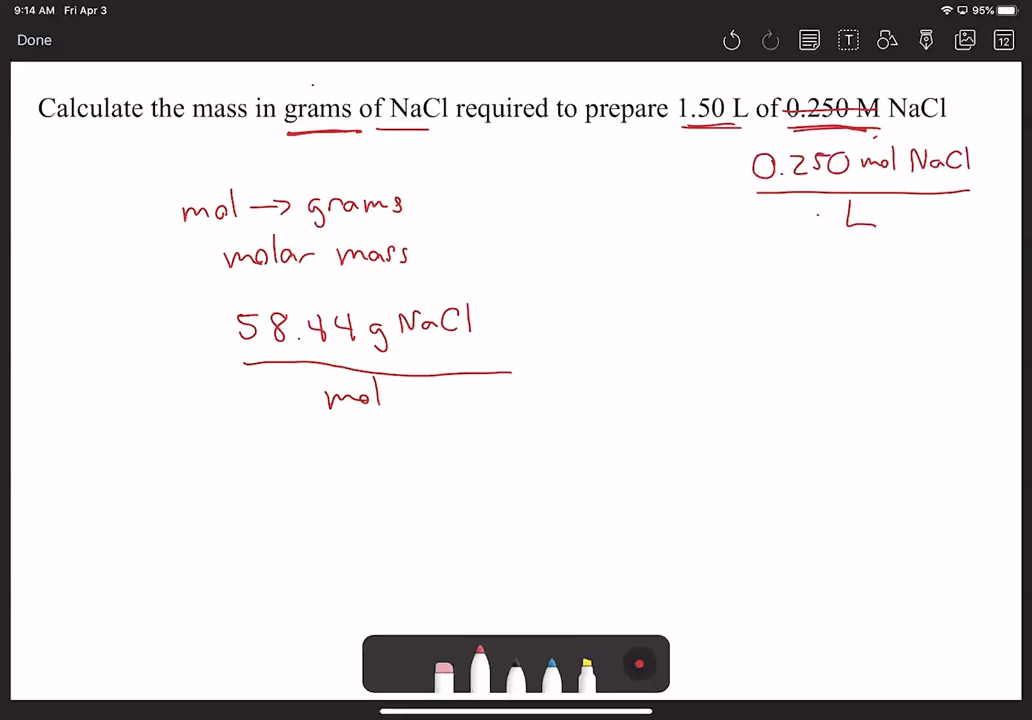 9:14 AM Fri Apr 3
95%
Done
T
12
Calculate the mass in grams of NaCl required to prepare 1.50 L of 0.250 M NaCl
0.250 mol NaCl
L
mol → grams
molar mass
58.44 g NaCl
mol